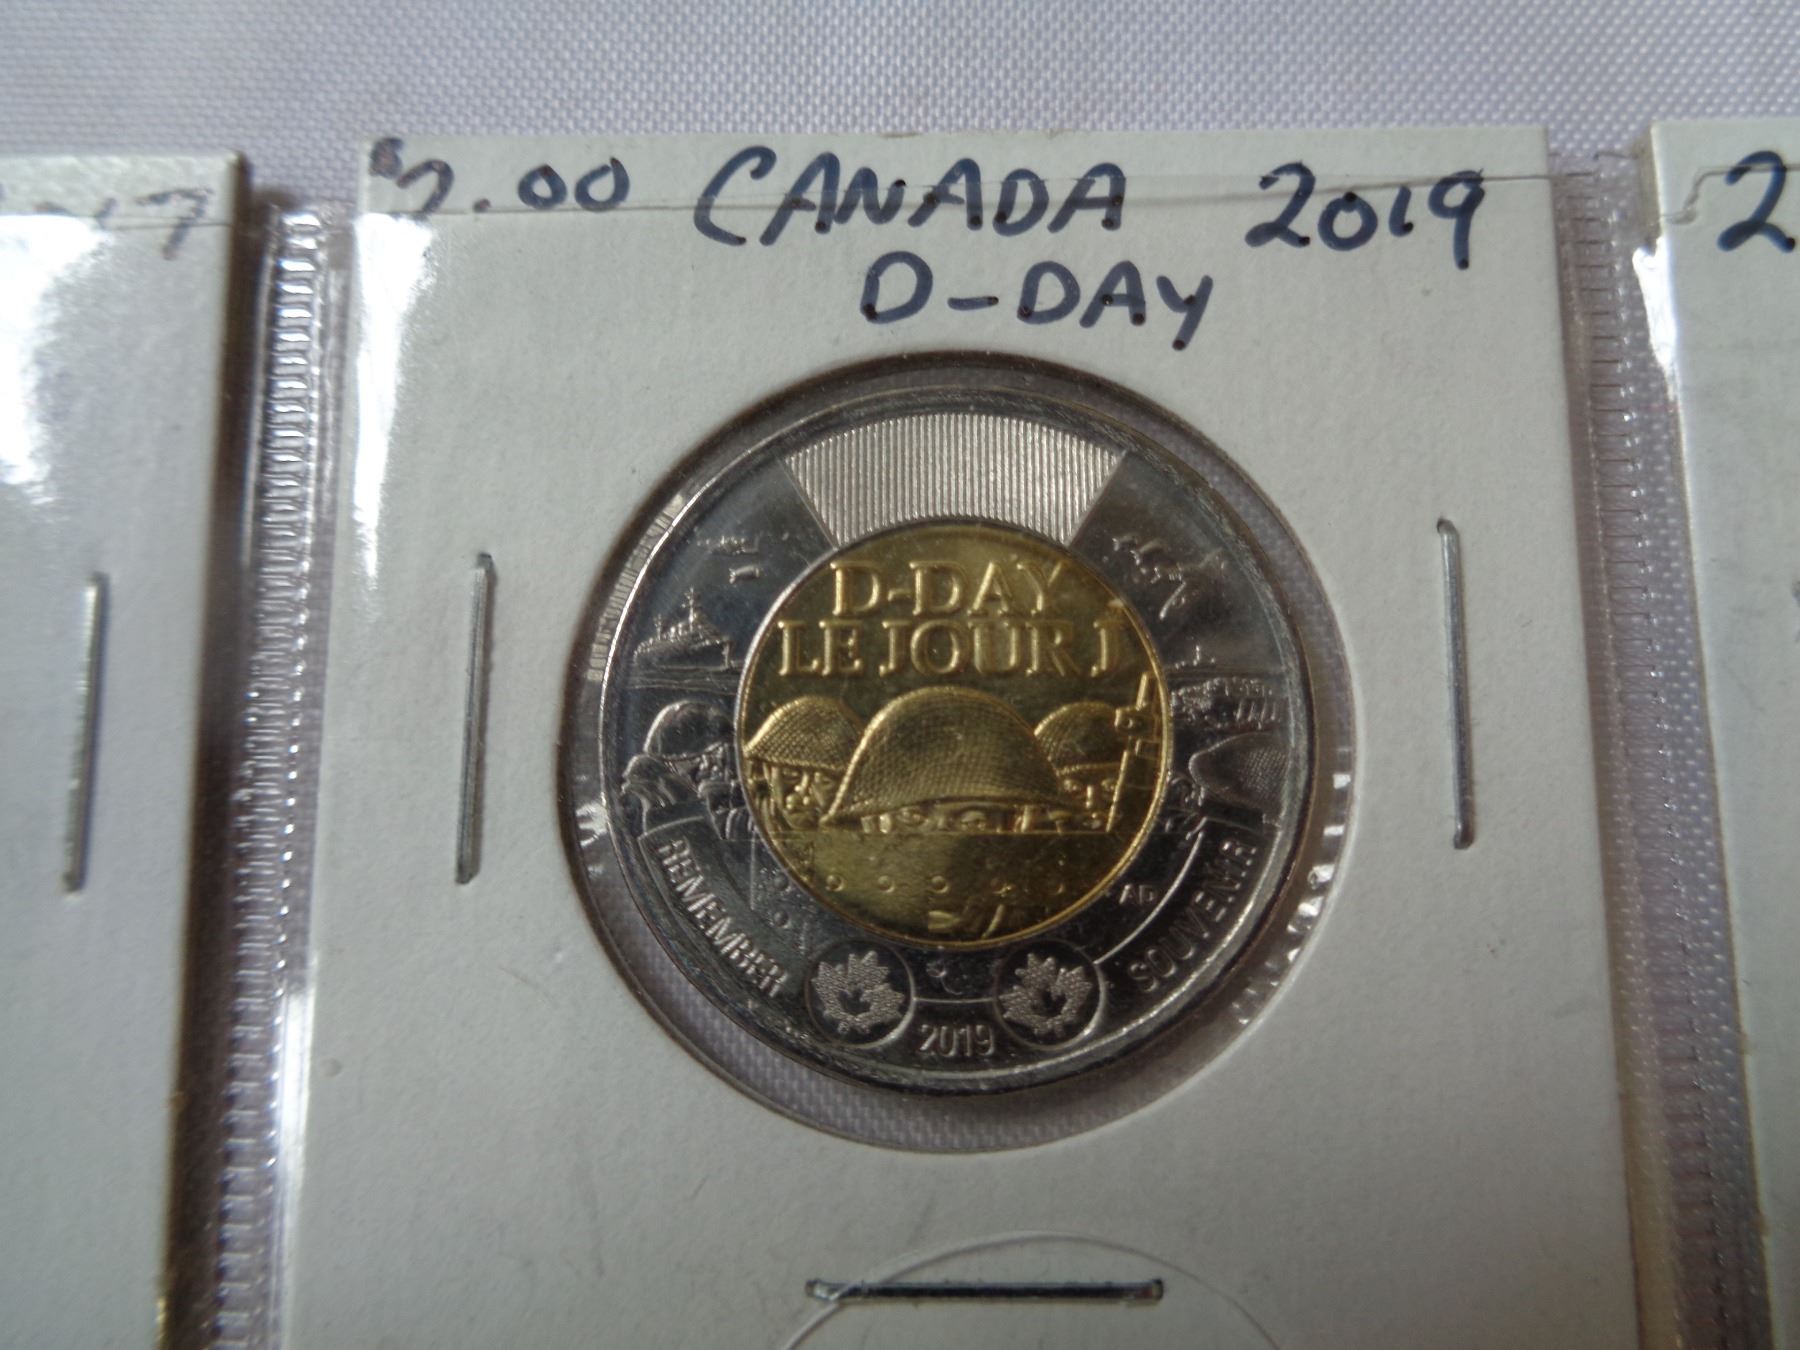 .00 CANADA 2019
D-DAY
D-DAY
LE JOUR J
REMEMBER
SOUVENIR
AD
2019
2